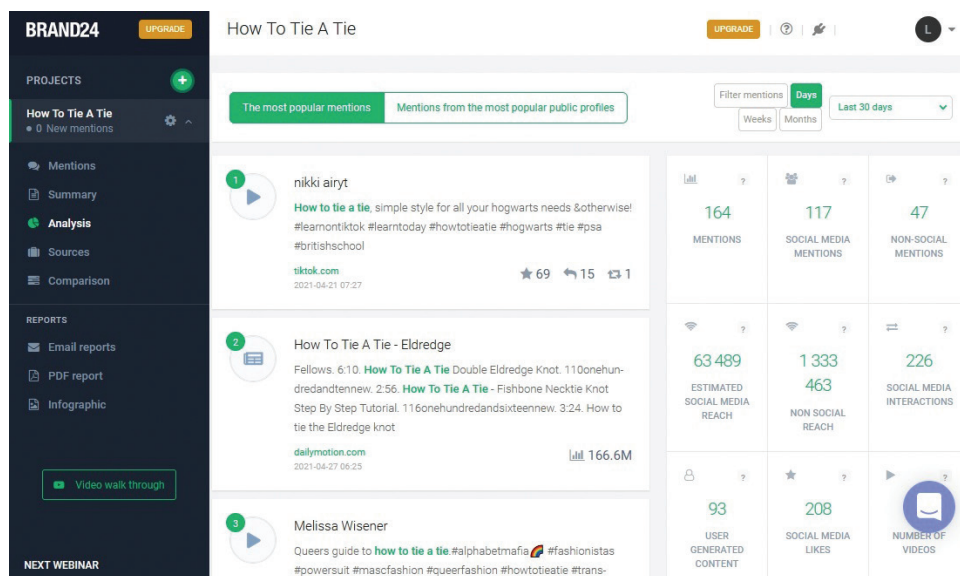 BRAND24
UPGRADE
How To Tie A Tie
UPGRADE
L
PROJECTS
How To Tie A Tie
0 New mentions
Mentions
Summary
Analysis
Sources
Comparison
REPORTS
Email reports
PDF report
Infographic
Video walk through
NEXT WEBINAR
The most popular mentions
Mentions from the most popular public profiles
Filter mentions
Days
Weeks
Months
Last 30 days
1
nikki airyt
How to tie a tie, simple style for all your hogwarts needs &otherwise!
#learnontiktok #learntoday #howtotieatie #hogwarts #tie #psa
#britishschool
tiktok.com
2021-04-21 07:27
69 15 1
2
How To Tie A Tie - Eldredge
Fellows. 6:10. How To Tie A Tie Double Eldredge Knot. 110onehun-
dredandtennew. 2:56. How To Tie A Tie - Fishbone Necktie Knot
Step By Step Tutorial. 116onehundredandsixteennew. 3:24. How to
tie the Eldredge knot
dailymotion.com
2021-04-27 06:25
166.6M
3
Melissa Wisener
Queers guide to how to tie a tie.#alphabetmafia🌈 #fashionistas
#powersuit #mascfashion #queerfashion #howtotieatie #trans-
?
164
MENTIONS
?
117
SOCIAL MEDIA
MENTIONS
?
47
NON-SOCIAL
MENTIONS
?
63 489
ESTIMATED
SOCIAL MEDIA
REACH
?
1 333
463
NON SOCIAL
REACH
?
226
SOCIAL MEDIA
INTERACTIONS
?
93
USER
GENERATED
CONTENT
?
208
SOCIAL MEDIA
LIKES
?
NUMBER OF
VIDEOS